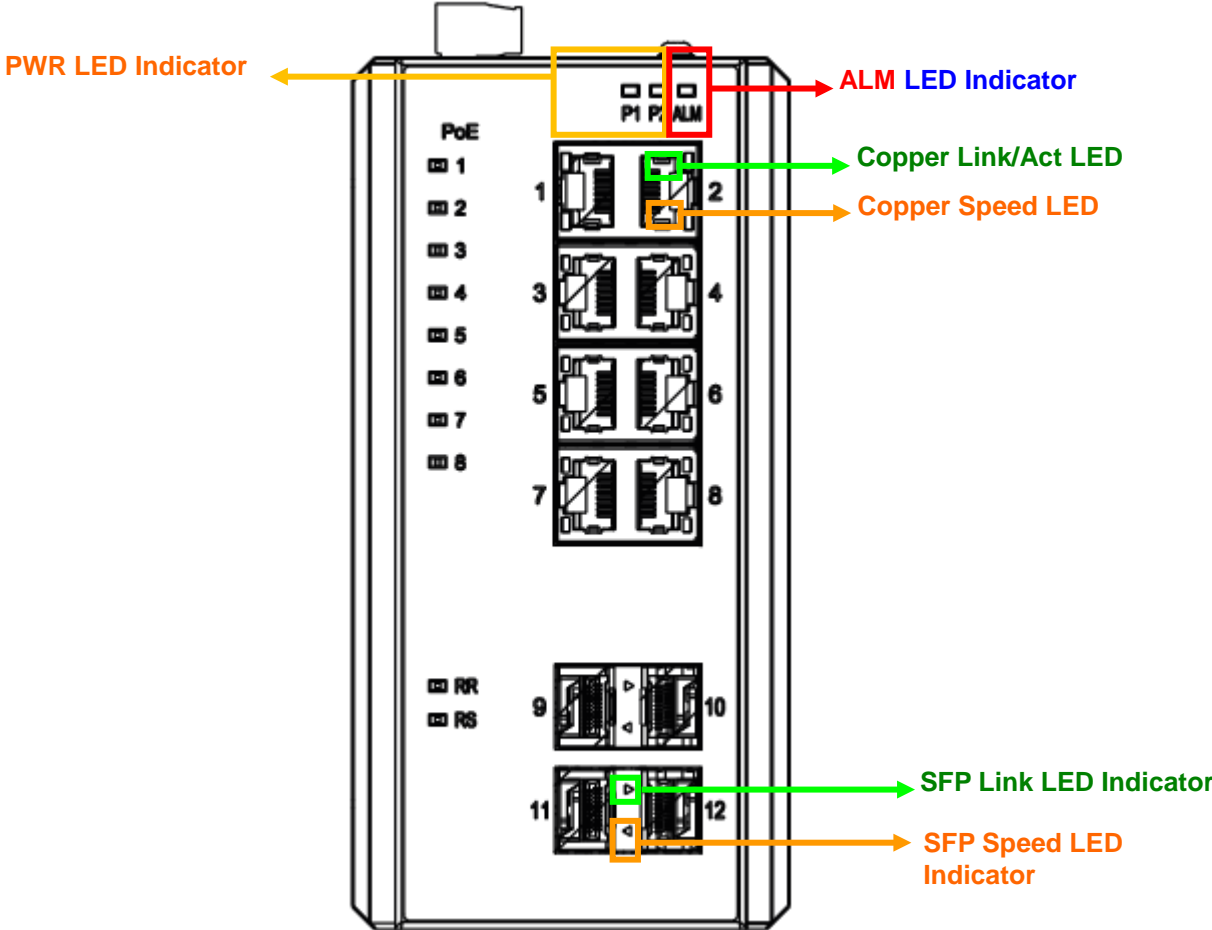 PWR LED Indicator
ALM LED Indicator
P1 P2 ALM
PoE
1
2
3
4
5
6
7
8
Copper Link/Act LED
Copper Speed LED
1 2
3 4
5 6
7 8
RR
RS
9 10
11 12
SFP Link LED Indicator
SFP Speed LED
Indicator